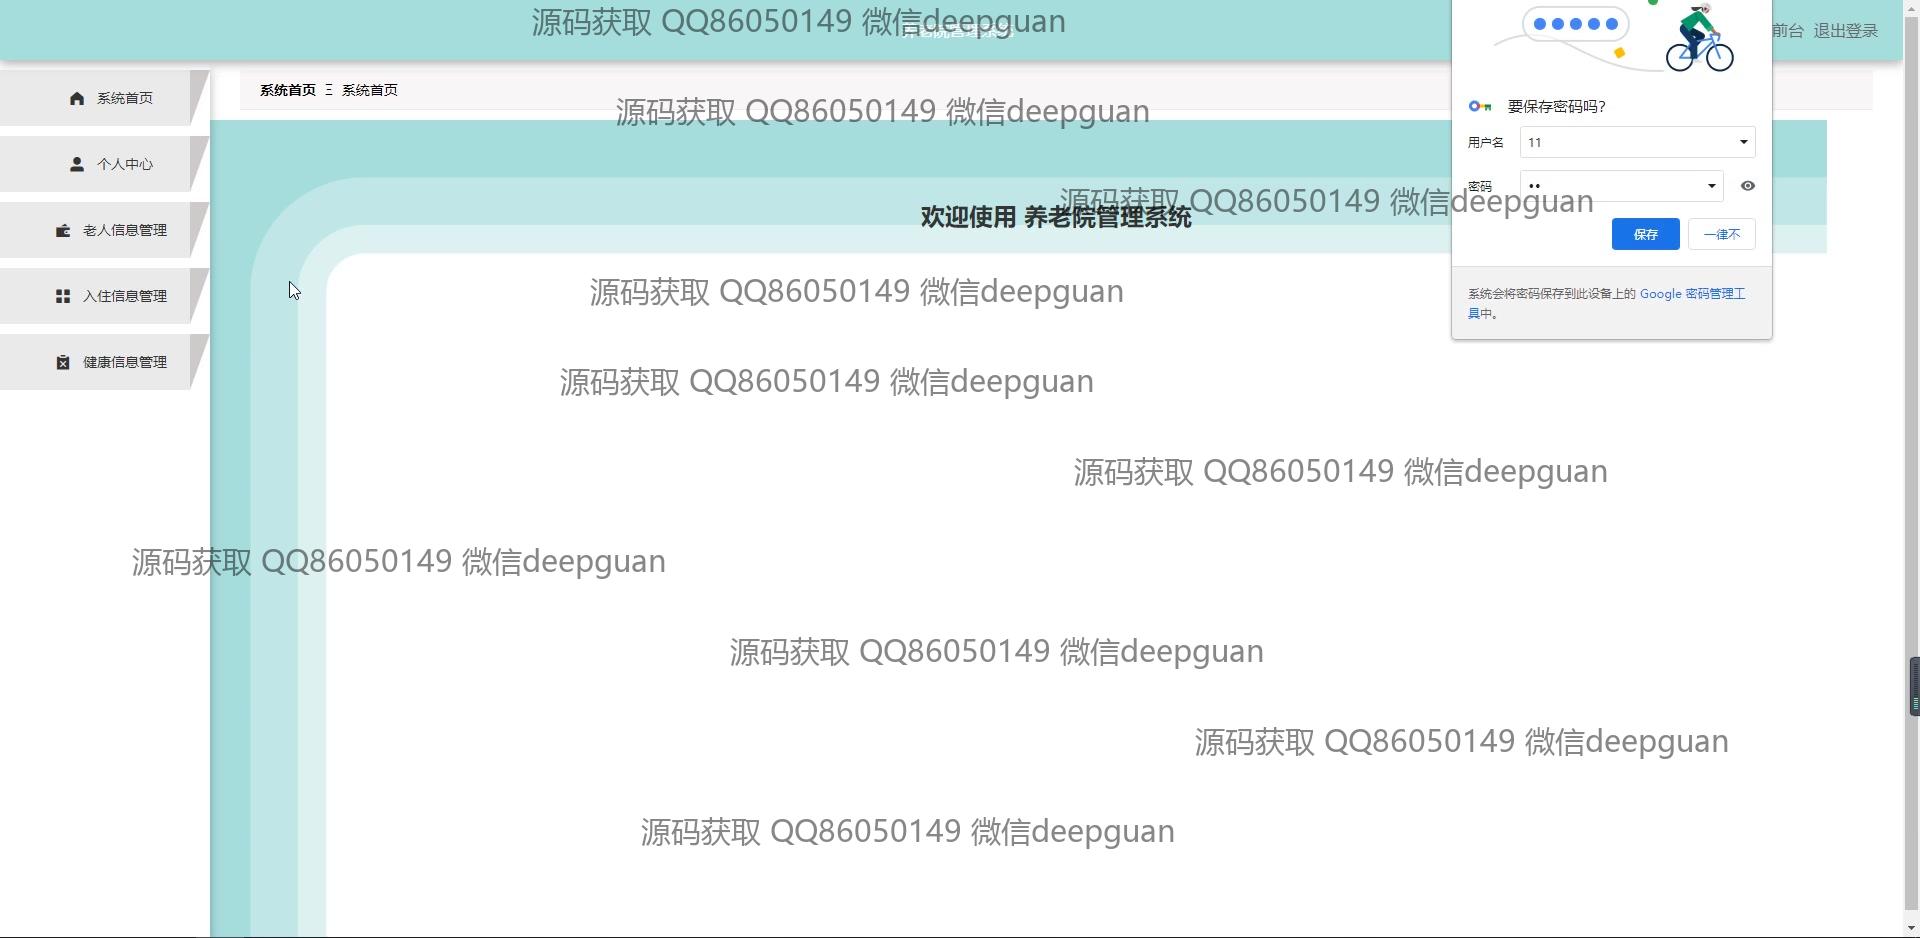 源码获取 QQ86050149 微信deepguan
养老院管理系统
前台 退出登录
系统首页
个人中心
老人信息管理
入住信息管理
健康信息管理
系统首页 Ξ 系统首页
源码获取 QQ86050149 微信deepguan
要保存密码吗?
用户名 11
密码 ••
源码获取 QQ86050149 微信deepguan
欢迎使用 养老院管理系统
保存 一律不
系统会将密码保存到此设备上的 Google 密码管理工
具中。
源码获取 QQ86050149 微信deepguan
源码获取 QQ86050149 微信deepguan
源码获取 QQ86050149 微信deepguan
源码获取 QQ86050149 微信deepguan
源码获取 QQ86050149 微信deepguan
源码获取 QQ86050149 微信deepguan
源码获取 QQ86050149 微信deepguan